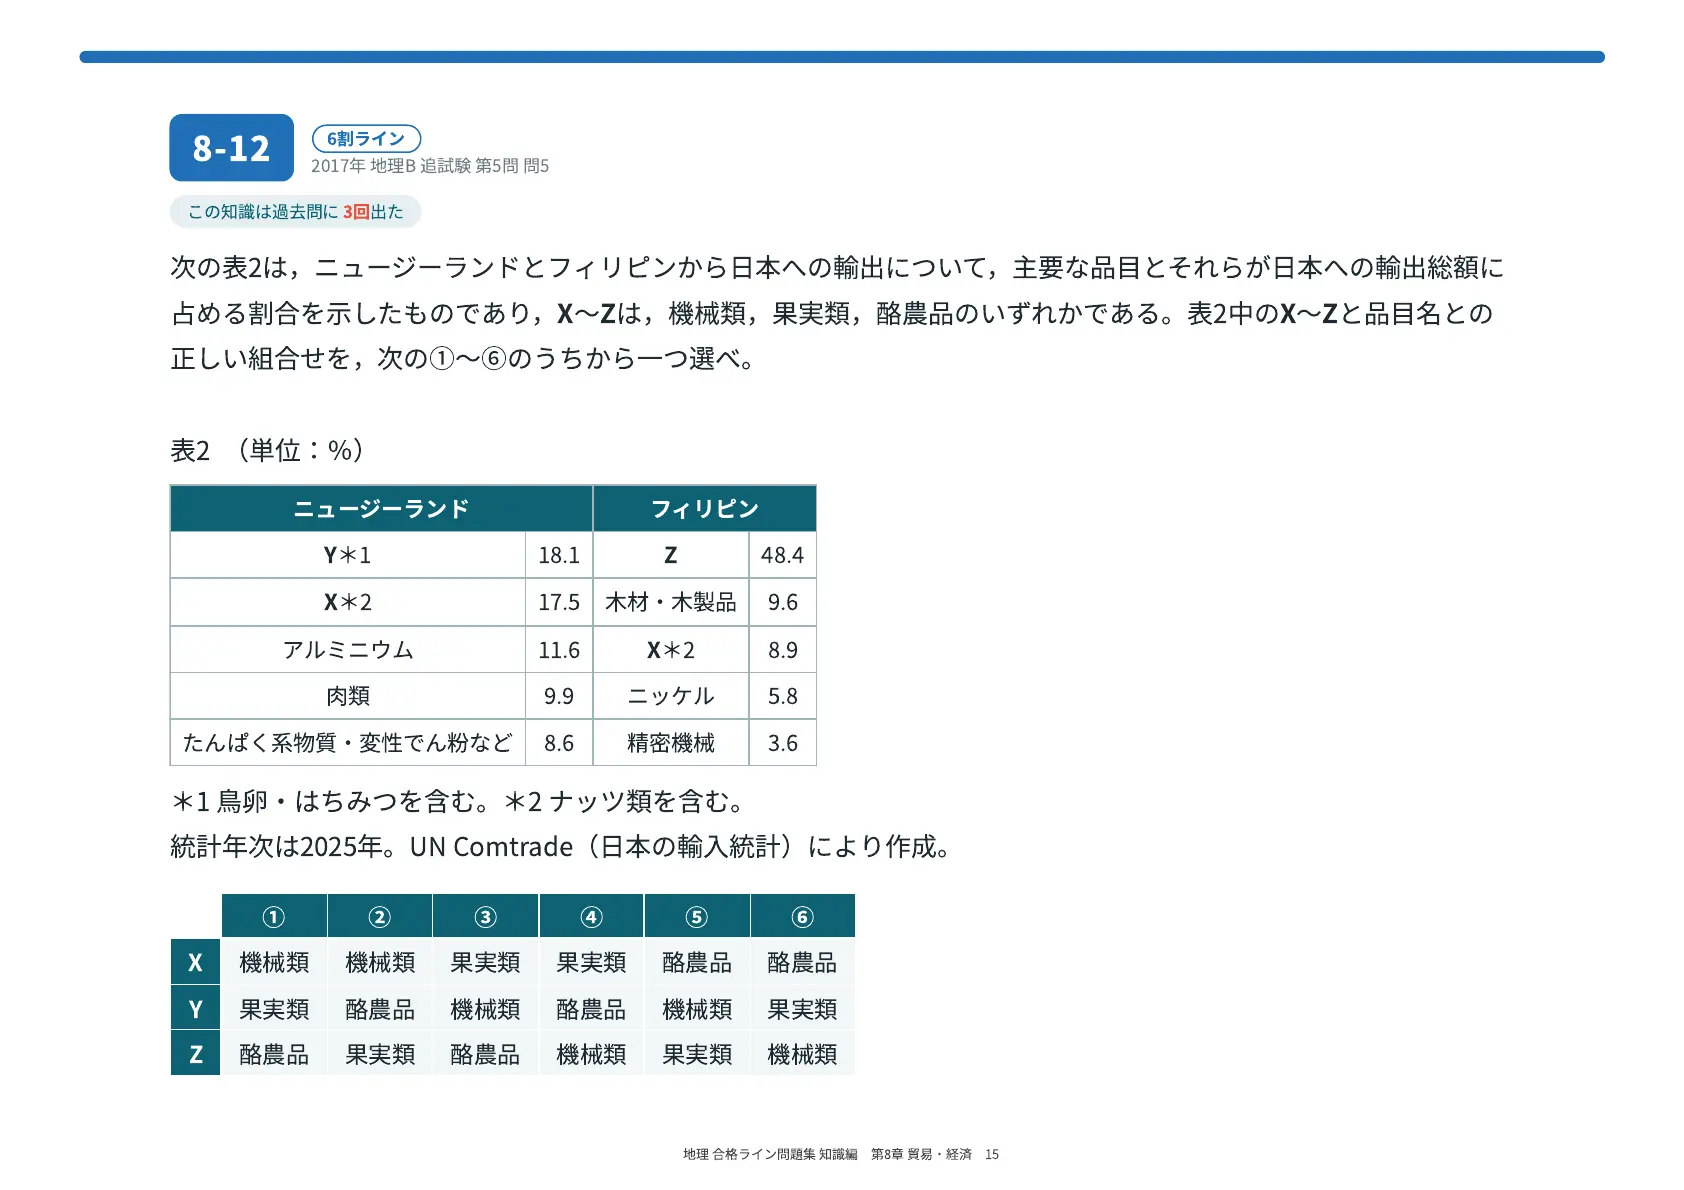 8-12
6割ライン
2017年 地理B 追試験 第5問 問5
この知識は過去問に 3回出た
次の表2は，ニュージーランドとフィリピンから日本への輸出について，主要な品目とそれらが日本への輸出総額に
占める割合を示したものであり，X～Zは，機械類，果実類，酪農品のいずれかである。表2中のX～Zと品目名との
正しい組合せを，次の①～⑥のうちから一つ選べ。
表2 （単位：%）
ニュージーランド フィリピン
Y＊1 18.1 Z 48.4
X＊2 17.5 木材・木製品 9.6
アルミニウム 11.6 X＊2 8.9
肉類 9.9 ニッケル 5.8
たんぱく系物質・変性でん粉など 8.6 精密機械 3.6
＊1 鳥卵・はちみつを含む。＊2 ナッツ類を含む。
統計年次は2025年。UN Comtrade（日本の輸入統計）により作成。
① ② ③ ④ ⑤ ⑥
X 機械類 機械類 果実類 果実類 酪農品 酪農品
Y 果実類 酪農品 機械類 酪農品 機械類 果実類
Z 酪農品 果実類 酪農品 機械類 果実類 機械類
地理 合格ライン問題集 知識編 第8章 貿易・経済 15